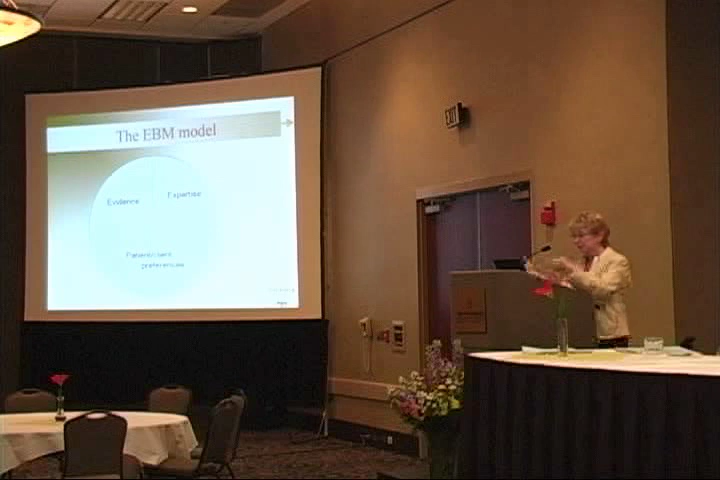 The EBM model
Evidence
Expertise
Patient/client
preferences
EXIT